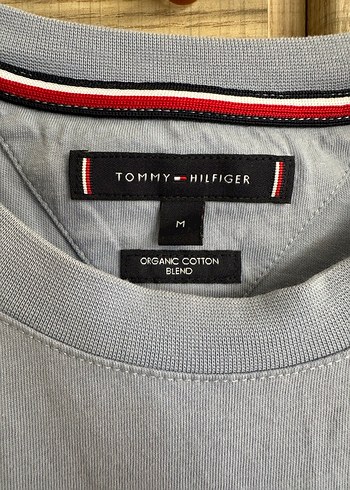 TOMMY HILFIGER
M
ORGANIC COTTON
BLEND